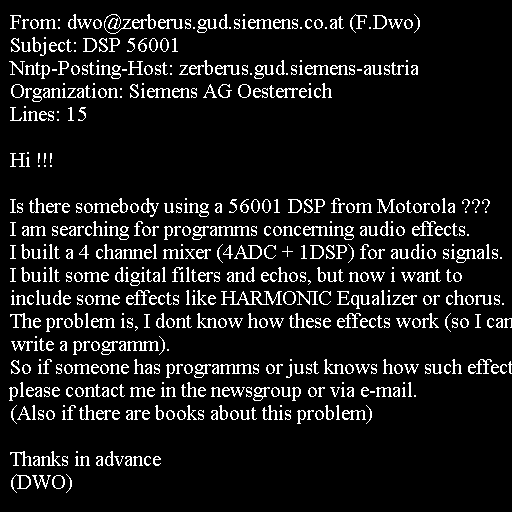 From: dwo@zerberus.gud.siemens.co.at (F.Dwo)
Subject: DSP 56001
Nntp-Posting-Host: zerberus.gud.siemens-austria
Organization: Siemens AG Oesterreich
Lines: 15

Hi !!!

Is there somebody using a 56001 DSP from Motorola ???
I am searching for programms concerning audio effects.
I built a 4 channel mixer (4ADC + 1DSP) for audio signals.
I built some digital filters and echos, but now i want to
include some effects like HARMONIC Equalizer or chorus.
The problem is, I dont know how these effects work (so I can
write a programm).
So if someone has programms or just knows how such effect
please contact me in the newsgroup or via e-mail.
(Also if there are books about this problem)

Thanks in advance
(DWO)